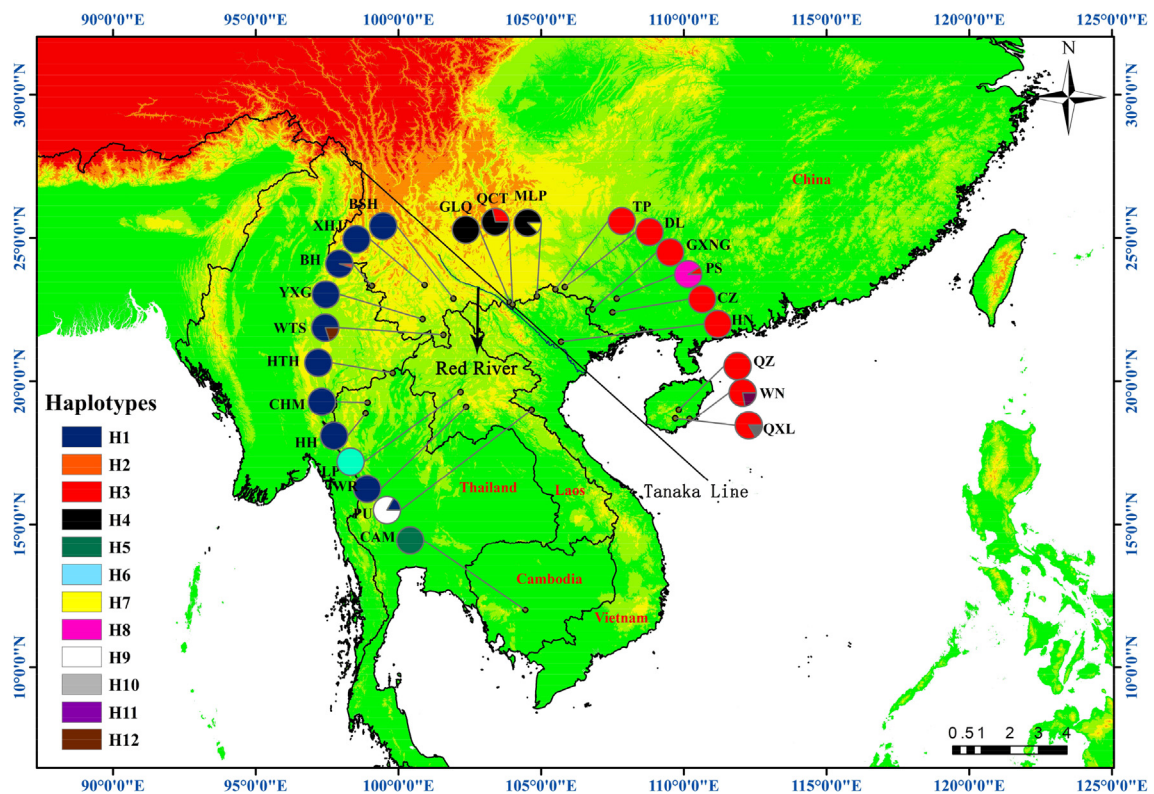 90°0'0"E 95°0'0"E 100°0'0"E 105°0'0"E 110°0'0"E 115°0'0"E 120°0'0"E 125°0'0"E
30°0'0"N
25°0'0"N
20°0'0"N
15°0'0"N
10°0'0"N
N
China
BSH
XHJ
BH
YXG
WTS
HTH
CHM
HH
LP
WR
PU
CAM
GLQ
QCT
MLP
TP
DL
GXNG
PS
CZ
HN
QZ
WN
QXL
Red River
Tanaka Line
Thailand
Laos
Cambodia
Vietnam
Haplotypes
H1
H2
H3
H4
H5
H6
H7
H8
H9
H10
H11
H12
0 0.5 1 2 3 4
30°0'0"N
25°0'0"N
20°0'0"N
15°0'0"N
10°0'0"N
90°0'0"E 95°0'0"E 100°0'0"E 105°0'0"E 110°0'0"E 115°0'0"E 120°0'0"E 125°0'0"E